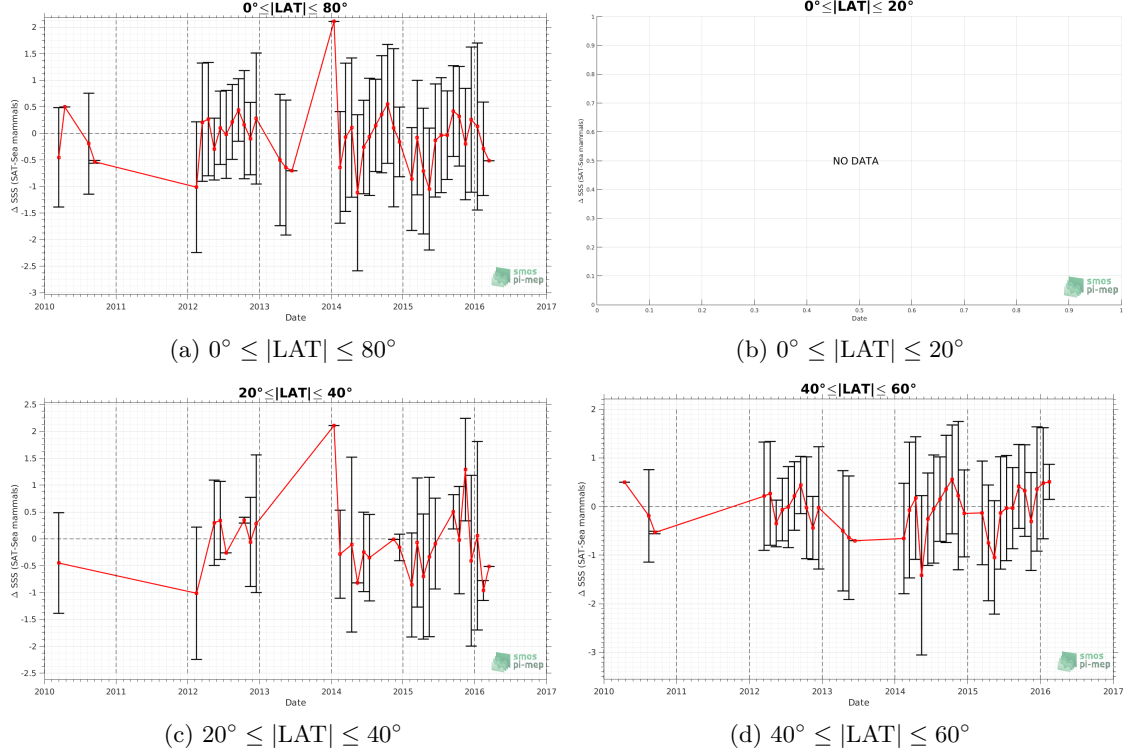 0°≤|LAT|≤ 80°
Δ SSS (SAT-Sea mammals)
2
1.5
1
0.5
0
-0.5
-1
-1.5
-2
-2.5
-3
2010 2011 2012 2013 2014 2015 2016 2017
Date
smos
pi-mep
(a) 0° ≤ |LAT| ≤ 80°
0°≤|LAT|≤ 20°
Δ SSS (SAT-Sea mammals)
1
0.9
0.8
0.7
0.6
0.5
0.4
0.3
0.2
0.1
0
NO DATA
0 0.1 0.2 0.3 0.4 0.5 0.6 0.7 0.8 0.9 1
Date
smos
pi-mep
(b) 0° ≤ |LAT| ≤ 20°
20°≤|LAT|≤ 40°
Δ SSS (SAT-Sea mammals)
2.5
2
1.5
1
0.5
0
-0.5
-1
-1.5
-2
-2.5
2010 2011 2012 2013 2014 2015 2016 2017
Date
smos
pi-mep
(c) 20° ≤ |LAT| ≤ 40°
40°≤|LAT|≤ 60°
Δ SSS (SAT-Sea mammals)
2
1
0
-1
-2
-3
2010 2011 2012 2013 2014 2015 2016 2017
Date
smos
pi-mep
(d) 40° ≤ |LAT| ≤ 60°